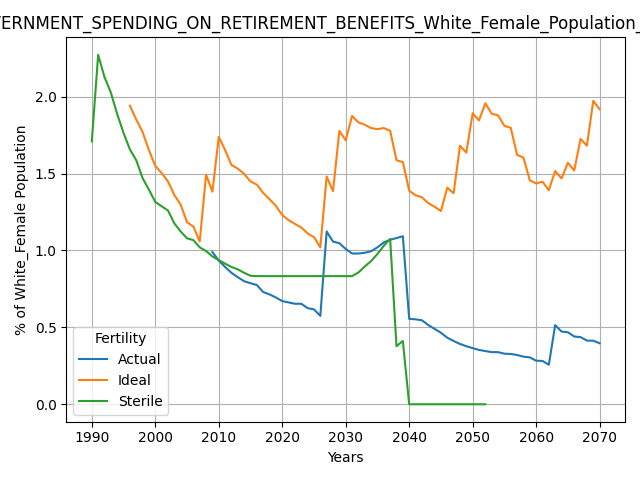 ERNMENT_SPENDING_ON_RETIREMENT_BENEFITS_White_Female_Population_
% of White_Female Population
2.0
1.5
1.0
0.5
0.0
Fertility
Actual
Ideal
Sterile
1990 2000 2010 2020 2030 2040 2050 2060 2070
Years